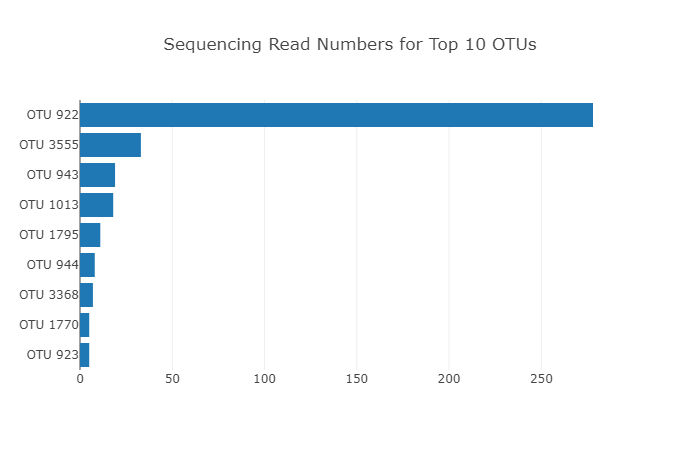 Sequencing Read Numbers for Top 10 OTUs
OTU 922
OTU 3555
OTU 943
OTU 1013
OTU 1795
OTU 944
OTU 3368
OTU 1770
OTU 923
0 50 100 150 200 250